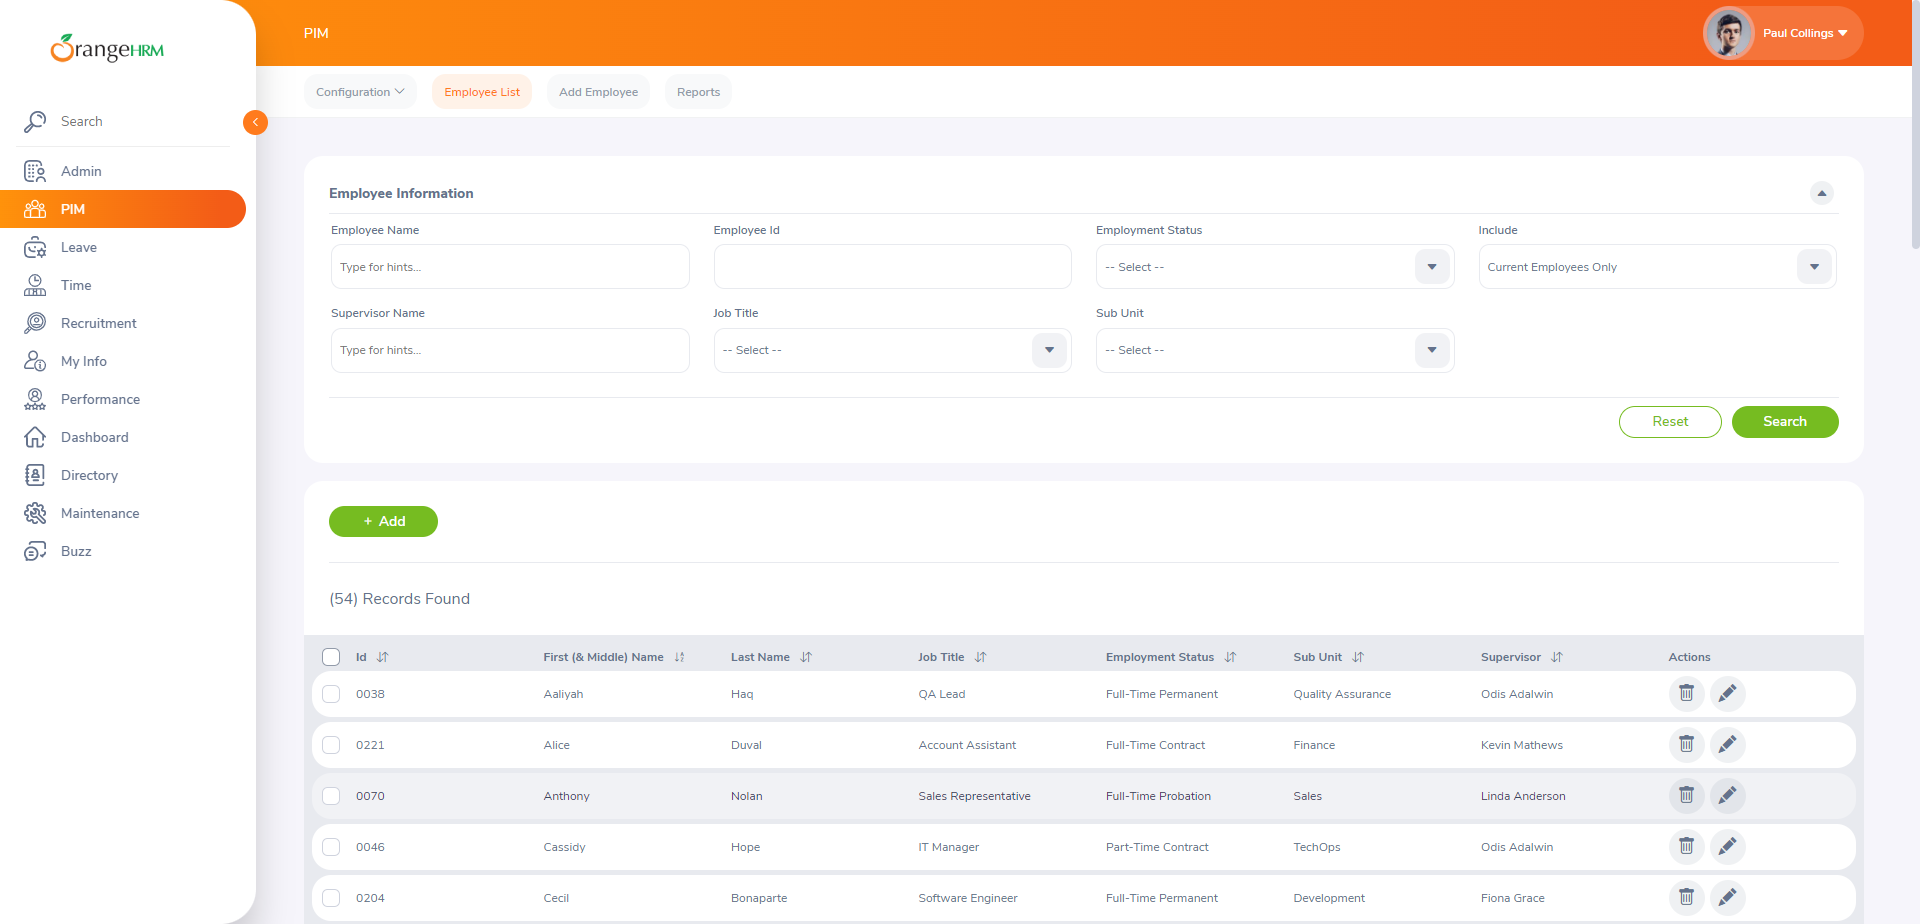 PIM
Paul Collings
OrangeHRM
Configuration
Employee List
Add Employee
Reports
Search
Admin
PIM
Leave
Time
Recruitment
My Info
Performance
Dashboard
Directory
Maintenance
Buzz
Employee Information
Employee Name Employee Id Employment Status Include
Type for hints... -- Select -- Current Employees Only
Supervisor Name Job Title Sub Unit
Type for hints... -- Select -- -- Select --
Reset Search
+ Add
(54) Records Found
Id First (& Middle) Name Last Name Job Title Employment Status Sub Unit Supervisor Actions
0038 Aaliyah Haq QA Lead Full-Time Permanent Quality Assurance Odis Adalwin
0221 Alice Duval Account Assistant Full-Time Contract Finance Kevin Mathews
0070 Anthony Nolan Sales Representative Full-Time Probation Sales Linda Anderson
0046 Cassidy Hope IT Manager Part-Time Contract TechOps Odis Adalwin
0204 Cecil Bonaparte Software Engineer Full-Time Permanent Development Fiona Grace